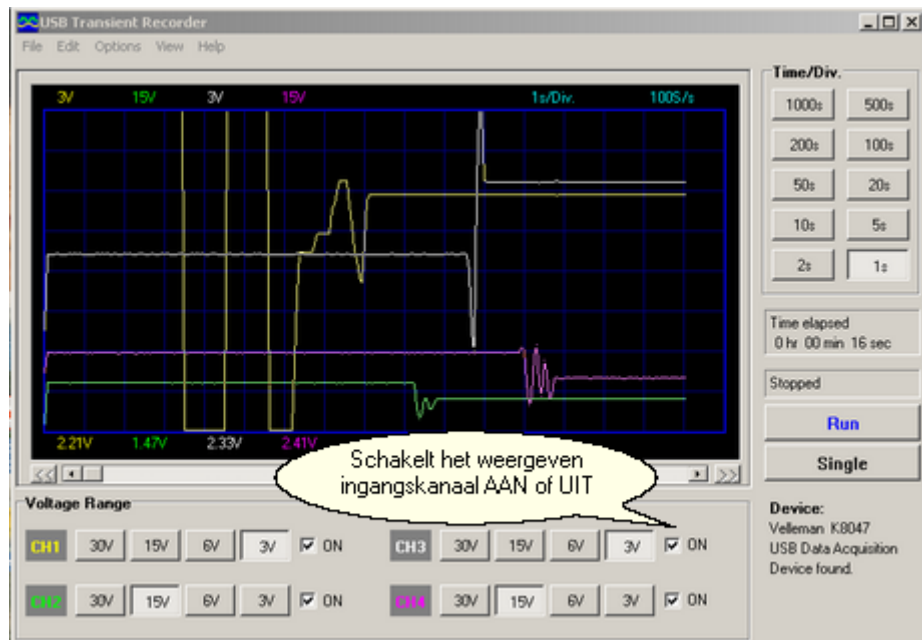 USB Transient Recorder
File Edit Options View Help
3V 15V 3V 15V 1s/Div. 100S/s
2.21V 1.47V 2.33V 2.41V
<< >>
Schakelt het weergeven
ingangskanaal AAN of UIT
Time/Div.
1000s 500s
200s 100s
50s 20s
10s 5s
2s 1s
Time elapsed
0 hr 00 min 16 sec
Stopped
Run
Single
Voltage Range
CH1 30V 15V 6V 3V ON CH3 30V 15V 6V 3V ON
CH2 30V 15V 6V 3V ON CH4 30V 15V 6V 3V ON
Device:
Velleman K8047
USB Data Acquisition
Device found.